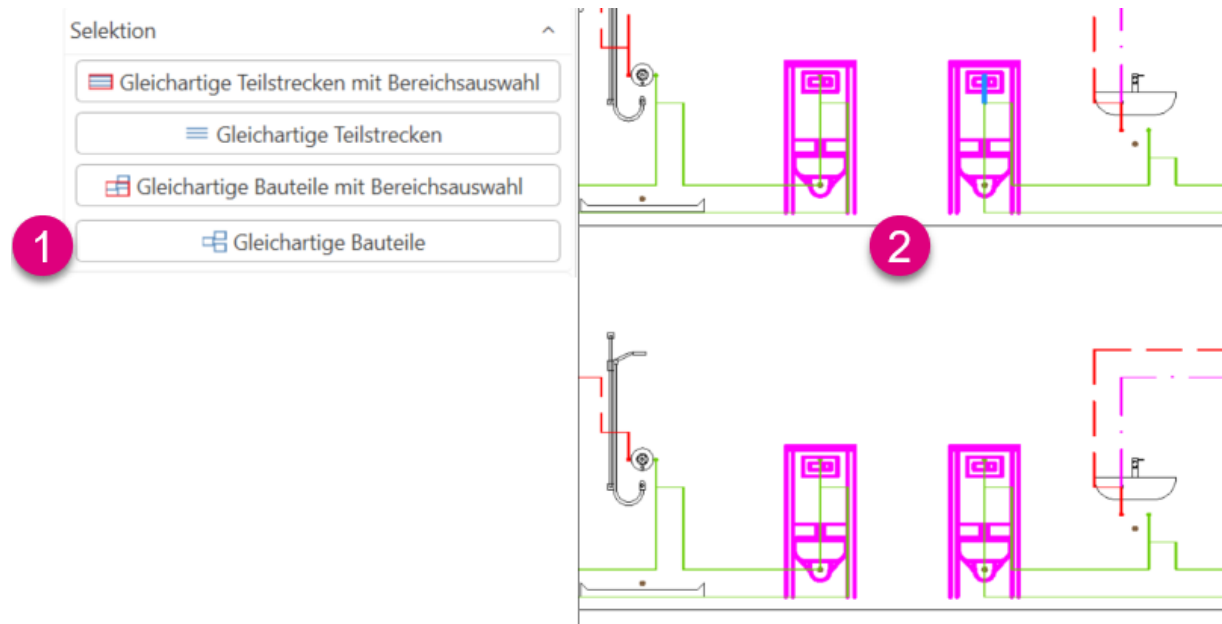 Selektion
Gleichartige Teilstrecken mit Bereichsauswahl
Gleichartige Teilstrecken
Gleichartige Bauteile mit Bereichsauswahl
1
Gleichartige Bauteile
2